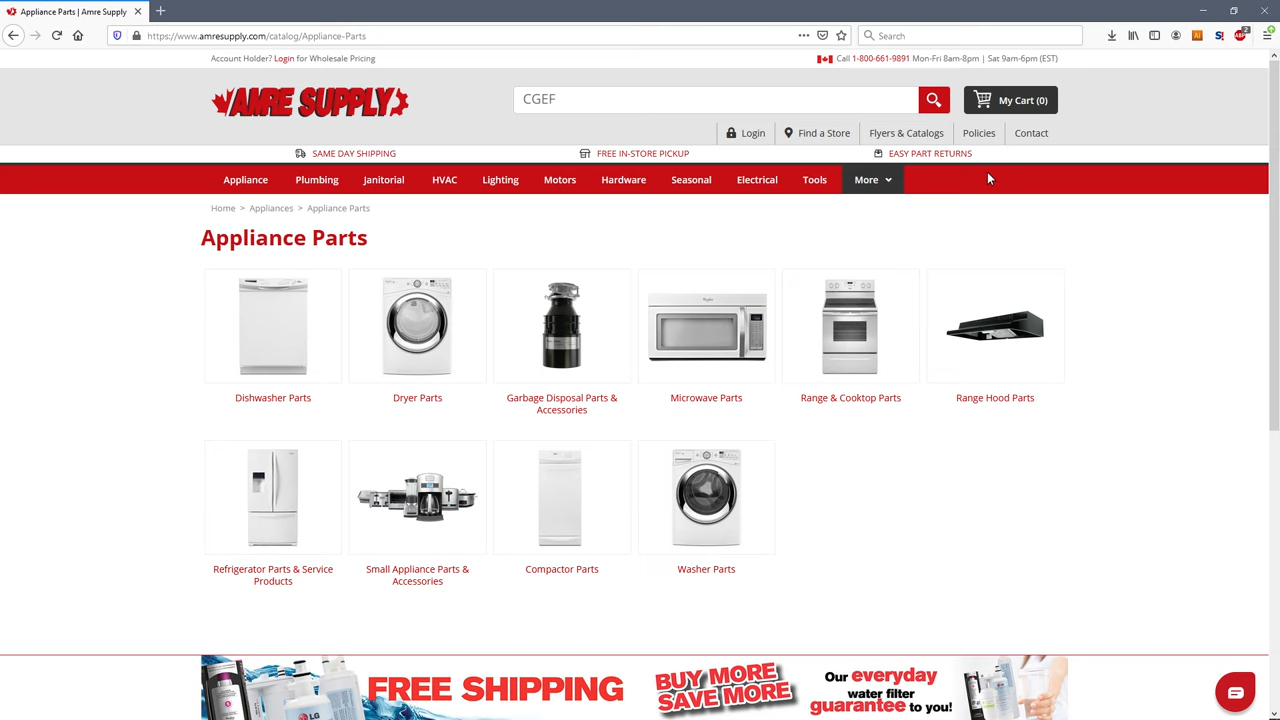 Appliance Parts | Amre Supply
https://www.amresupply.com/catalog/Appliance-Parts
Search
Account Holder? Login for Wholesale Pricing
Call 1-800-661-9891 Mon-Fri 8am-8pm | Sat 9am-6pm (EST)
AMRE SUPPLY
CGEF
My Cart (0)
Login
Find a Store
Flyers & Catalogs
Policies
Contact
SAME DAY SHIPPING
FREE IN-STORE PICKUP
EASY PART RETURNS
Appliance Plumbing Janitorial HVAC Lighting Motors Hardware Seasonal Electrical Tools More
Home > Appliances > Appliance Parts
Appliance Parts
Dishwasher Parts
Dryer Parts
Garbage Disposal Parts &
Accessories
Microwave Parts
Range & Cooktop Parts
Range Hood Parts
Refrigerator Parts & Service
Products
Small Appliance Parts &
Accessories
Compactor Parts
Washer Parts
LG
FREE SHIPPING
BUY MORE
SAVE MORE
Our everyday
water filter
guarantee to you!